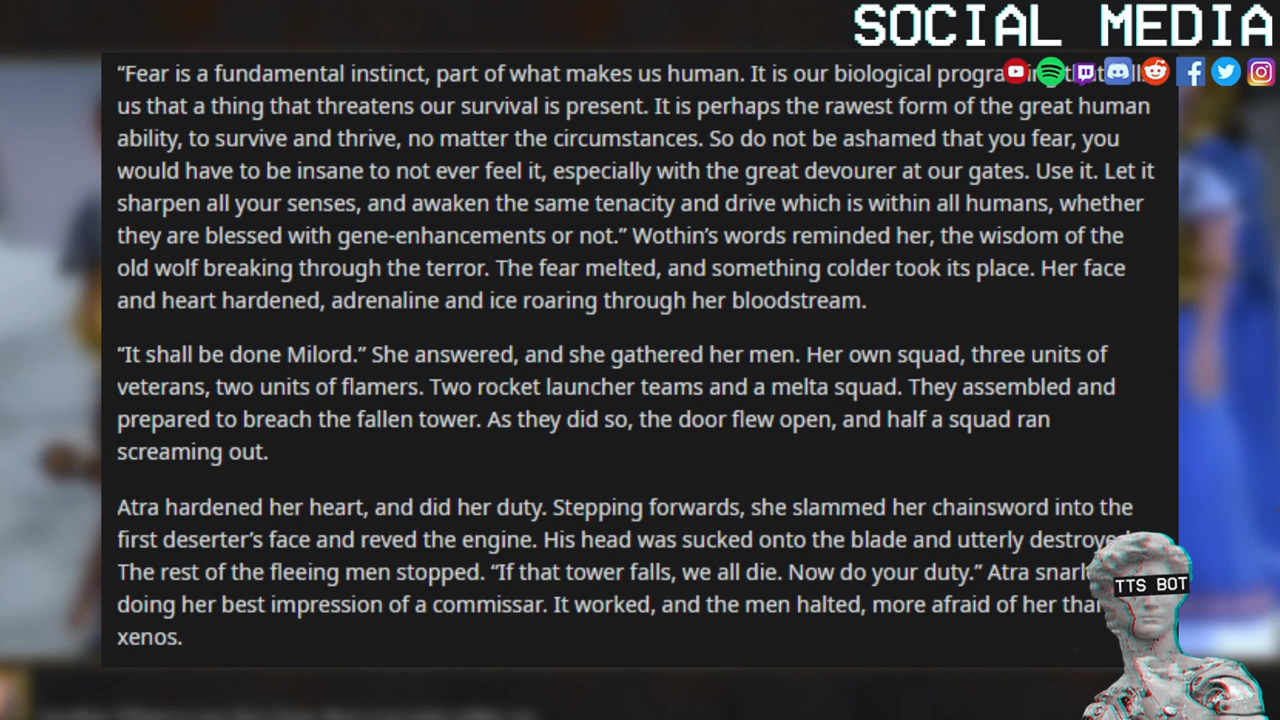 SOCIAL MEDIA
“Fear is a fundamental instinct, part of what makes us human. It is our biological
us that a thing that threatens our survival is present. It is perhaps the rawest form of the great human
ability, to survive and thrive, no matter the circumstances. So do not be ashamed that you fear, you
would have to be insane to not ever feel it, especially with the great devourer at our gates. Use it. Let it
sharpen all your senses, and awaken the same tenacity and drive which is within all humans, whether
they are blessed with gene-enhancements or not.” Wothin’s words reminded her, the wisdom of the
old wolf breaking through the terror. The fear melted, and something colder took its place. Her face
and heart hardened, adrenaline and ice roaring through her bloodstream.
“It shall be done Milord.” She answered, and she gathered her men. Her own squad, three units of
veterans, two units of flamers. Two rocket launcher teams and a melta squad. They assembled and
prepared to breach the fallen tower. As they did so, the door flew open, and half a squad ran
screaming out.
Atra hardened her heart, and did her duty. Stepping forwards, she slammed her chainsword into the
first deserter’s face and reved the engine. His head was sucked onto the blade and utterly
The rest of the fleeing men stopped. “If that tower falls, we all die. Now do your duty.” Atra
doing her best impression of a commissar. It worked, and the men halted, more afraid of her
xenos.
TTS BOT